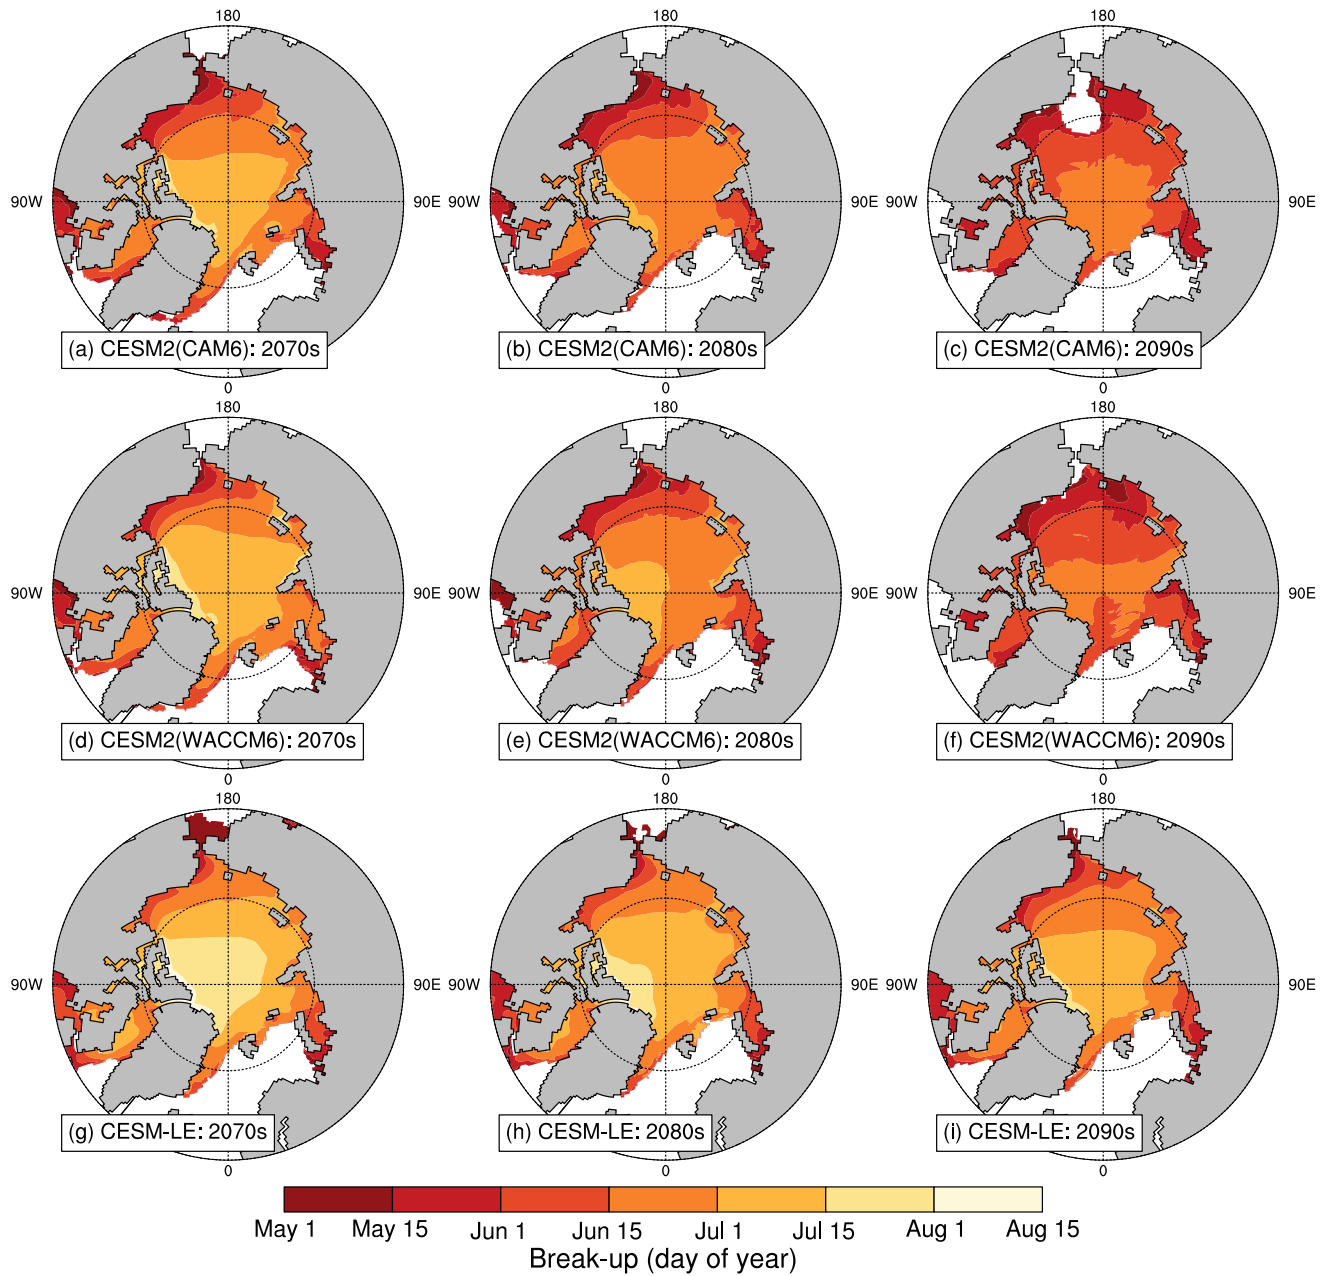 180 180 180
90W 90E 90W 90E 90W 90E
(a) CESM2(CAM6): 2070s (b) CESM2(CAM6): 2080s (c) CESM2(CAM6): 2090s
0 0 0
180 180 180
90W 90E 90W 90E 90W 90E
(d) CESM2(WACCM6): 2070s (e) CESM2(WACCM6): 2080s (f) CESM2(WACCM6): 2090s
0 0 0
180 180 180
90W 90E 90W 90E 90W 90E
(g) CESM-LE: 2070s (h) CESM-LE: 2080s (i) CESM-LE: 2090s
0 0 0
May 1 May 15 Jun 1 Jun 15 Jul 1 Jul 15 Aug 1 Aug 15
Break-up (day of year)